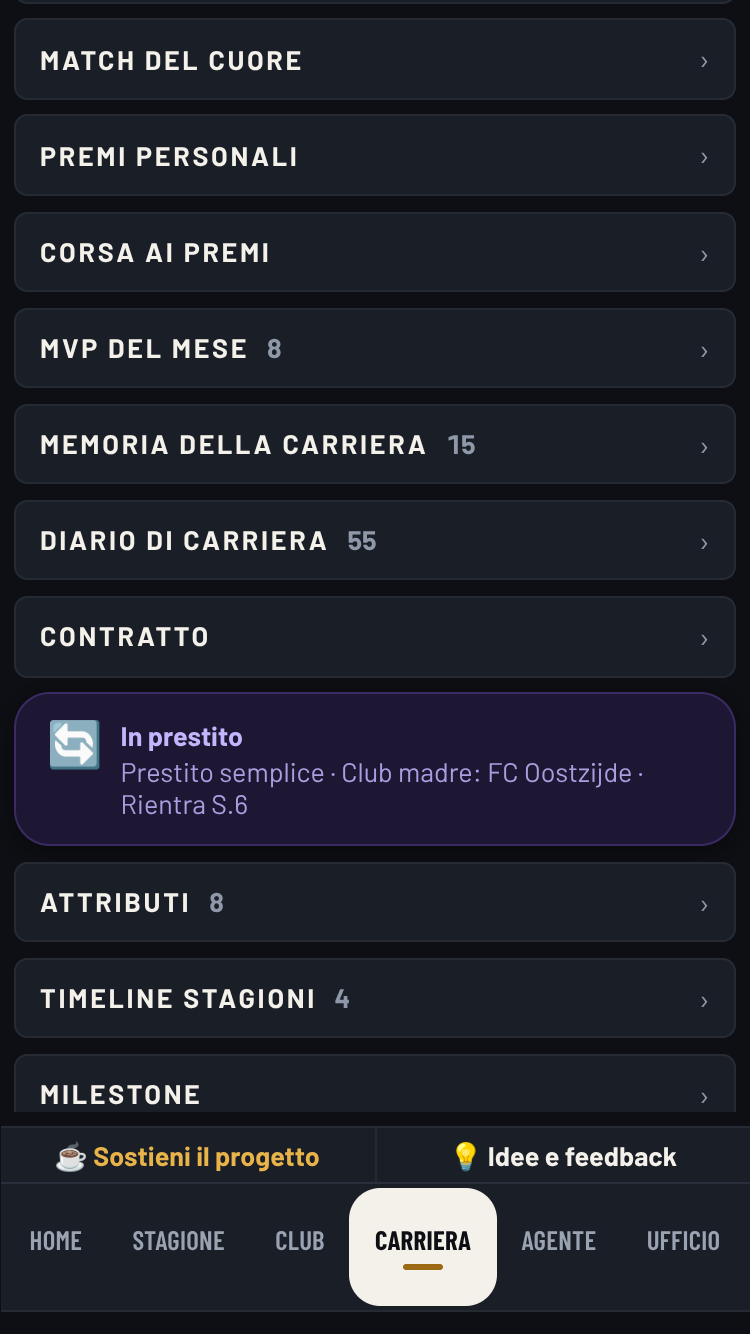 MATCH DEL CUORE ›
PREMI PERSONALI ›
CORSA AI PREMI ›
MVP DEL MESE 8 ›
MEMORIA DELLA CARRIERA 15 ›
DIARIO DI CARRIERA 55 ›
CONTRATTO ›
In prestito
Prestito semplice · Club madre: FC Oostzijde ·
Rientra S.6
ATTRIBUTI 8 ›
TIMELINE STAGIONI 4 ›
MILESTONE ›
☕ Sostieni il progetto
💡 Idee e feedback
HOME STAGIONE CLUB CARRIERA AGENTE UFFICIO